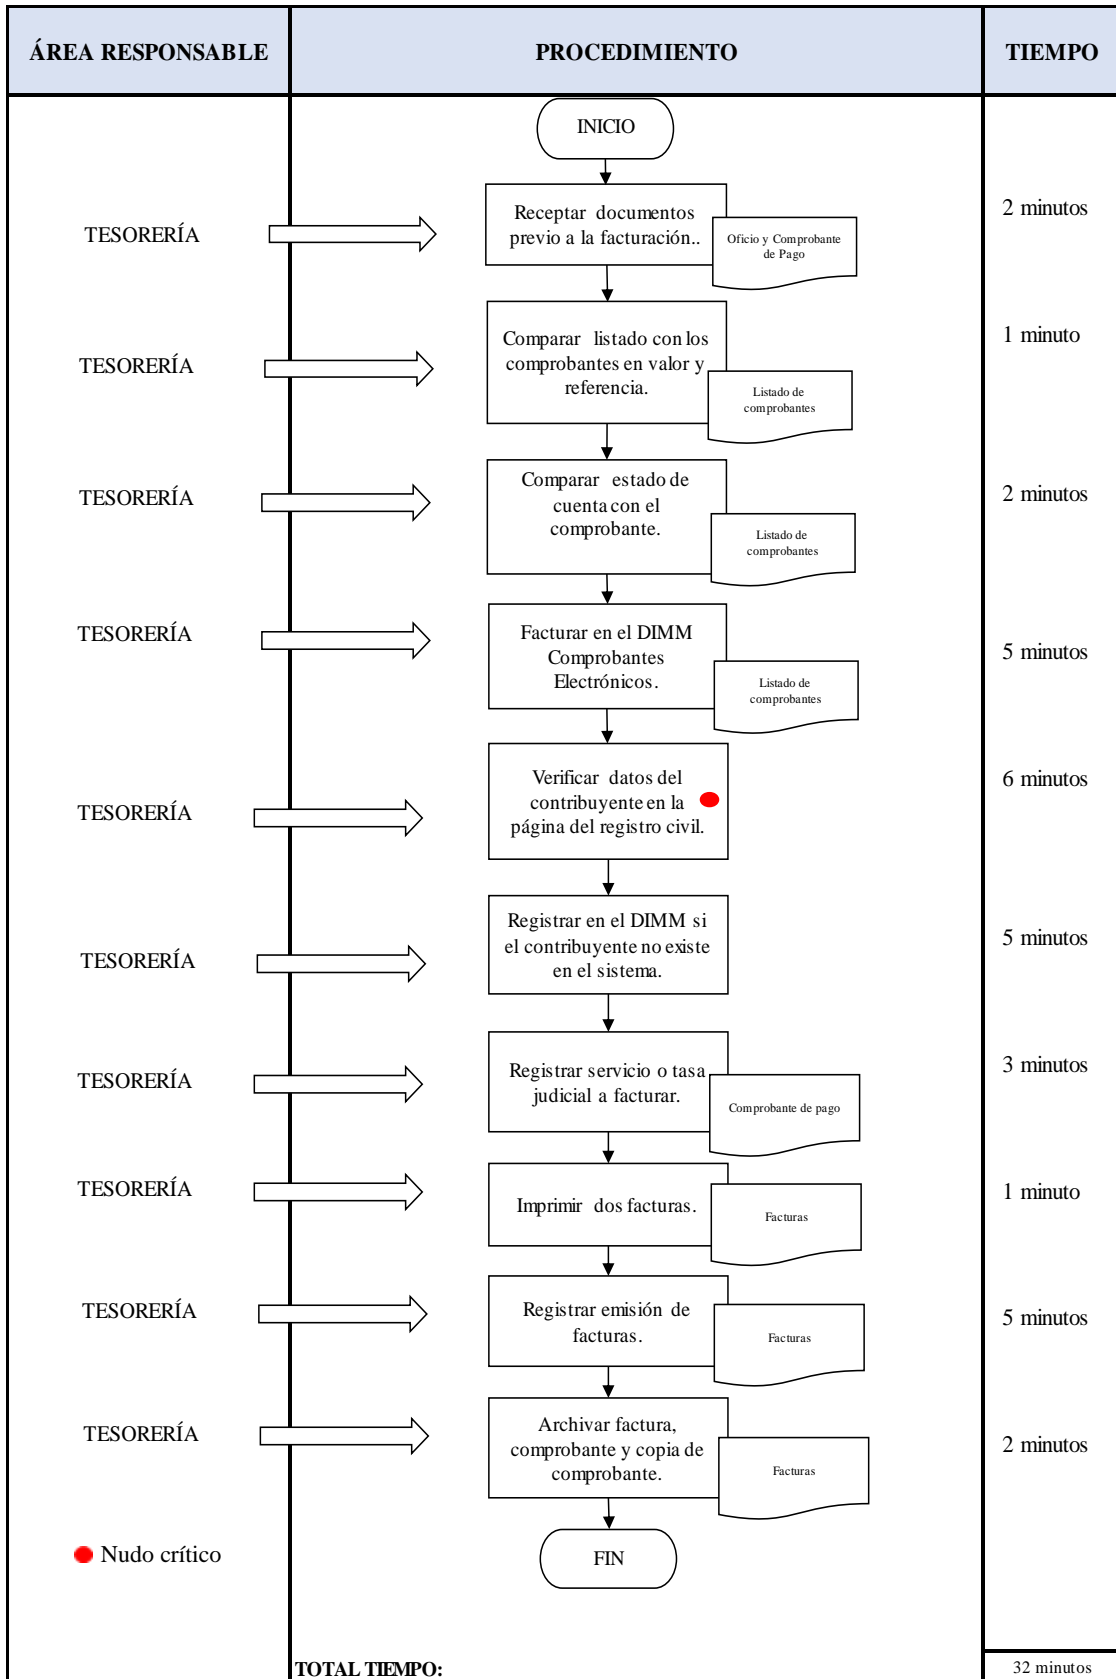 ÁREA RESPONSABLE
PROCEDIMIENTO
TIEMPO
INICIO
TESORERÍA
Receptar documentos
previo a la facturación..
Oficio y Comprobante
de Pago
2 minutos
TESORERÍA
Comparar listado con los
comprobantes en valor y
referencia.
Listado de
comprobantes
1 minuto
TESORERÍA
Comparar estado de
cuenta con el
comprobante.
Listado de
comprobantes
2 minutos
TESORERÍA
Facturar en el DIMM
Comprobantes
Electrónicos.
Listado de
comprobantes
5 minutos
TESORERÍA
Verificar datos del
contribuyente en la
página del registro civil.
6 minutos
TESORERÍA
Registrar en el DIMM si
el contribuyente no existe
en el sistema.
5 minutos
TESORERÍA
Registrar servicio o tasa
judicial a facturar.
Comprobante de pago
3 minutos
TESORERÍA
Imprimir dos facturas.
Facturas
1 minuto
TESORERÍA
Registrar emisión de
facturas.
Facturas
5 minutos
TESORERÍA
Archivar factura,
comprobante y copia de
comprobante.
Facturas
2 minutos
Nudo crítico
FIN
TOTAL TIEMPO:
32 minutos